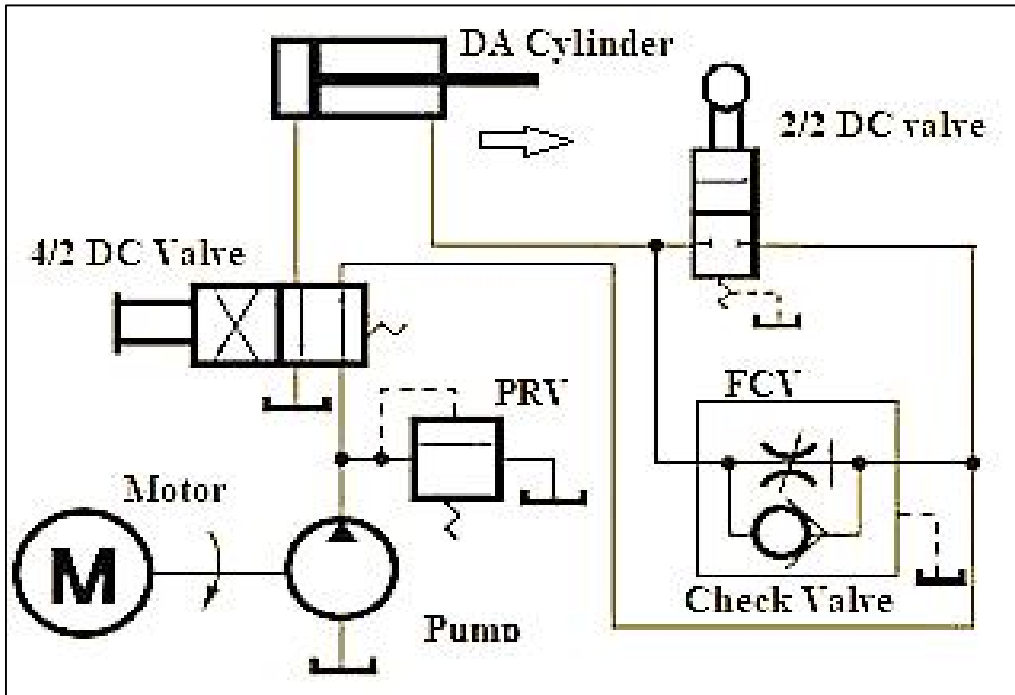 DA Cylinder
2/2 DC valve
4/2 DC Valve
PRV
FCV
Motor
M
Check Valve
Pump